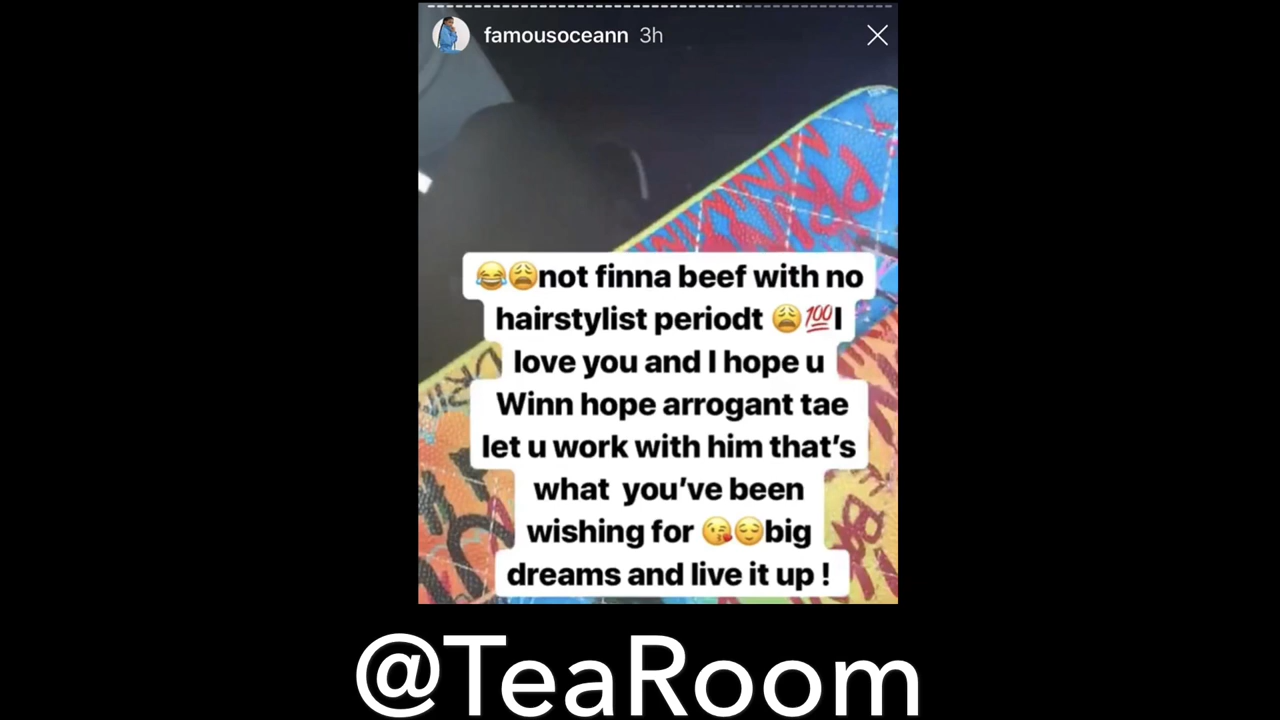 famousoceann 3h
😂😩not finna beef with no
hairstylist periodt 😩💯I
love you and I hope u
Winn hope arrogant tae
let u work with him that's
what  you've been
wishing for 😘😌big
dreams and live it up !
@TeaRoom